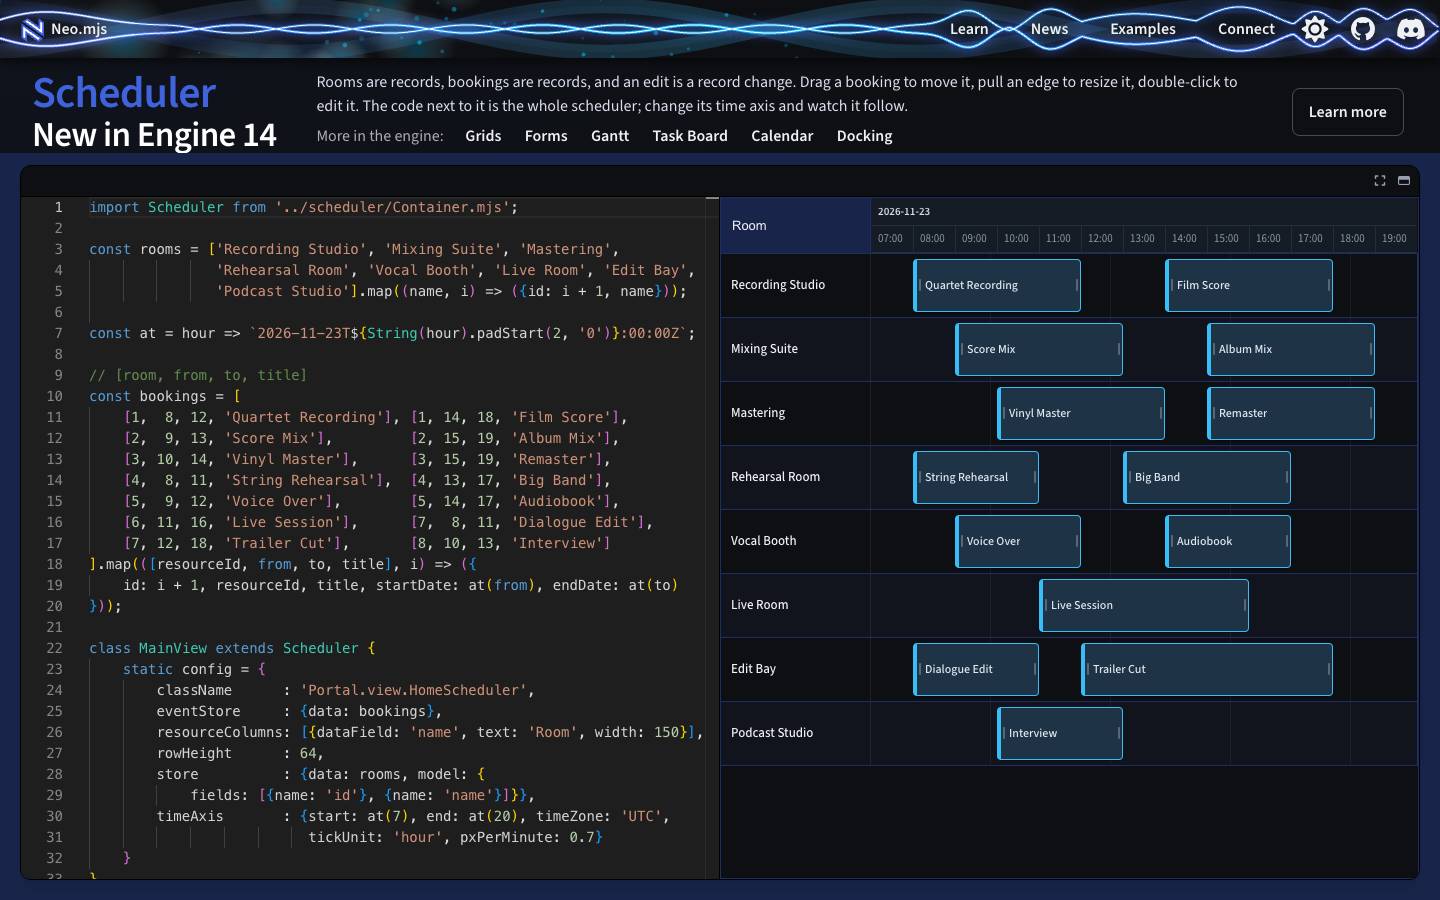 Neo.mjs
Learn News Examples Connect
Scheduler
New in Engine 14
Rooms are records, bookings are records, and an edit is a record change. Drag a booking to move it, pull an edge to resize it, double-click to
edit it. The code next to it is the whole scheduler; change its time axis and watch it follow.
More in the engine: Grids Forms Gantt Task Board Calendar Docking
Learn more
1 import Scheduler from '../scheduler/Container.mjs';
2
3 const rooms = ['Recording Studio', 'Mixing Suite', 'Mastering',
4 'Rehearsal Room', 'Vocal Booth', 'Live Room', 'Edit Bay',
5 'Podcast Studio'].map((name, i) => ({id: i + 1, name}));
6
7 const at = hour => `2026-11-23T${String(hour).padStart(2, '0')}:00:00Z`;
8
9 // [room, from, to, title]
10 const bookings = [
11 [1, 8, 12, 'Quartet Recording'], [1, 14, 18, 'Film Score'],
12 [2, 9, 13, 'Score Mix'], [2, 15, 19, 'Album Mix'],
13 [3, 10, 14, 'Vinyl Master'], [3, 15, 19, 'Remaster'],
14 [4, 8, 11, 'String Rehearsal'], [4, 13, 17, 'Big Band'],
15 [5, 9, 12, 'Voice Over'], [5, 14, 17, 'Audiobook'],
16 [6, 11, 16, 'Live Session'], [7, 8, 11, 'Dialogue Edit'],
17 [7, 12, 18, 'Trailer Cut'], [8, 10, 13, 'Interview']
18 ].map(([resourceId, from, to, title], i) => ({
19 id: i + 1, resourceId, title, startDate: at(from), endDate: at(to)
20 }));
21
22 class MainView extends Scheduler {
23 static config = {
24 className : 'Portal.view.HomeScheduler',
25 eventStore : {data: bookings},
26 resourceColumns: [{dataField: 'name', text: 'Room', width: 150}],
27 rowHeight : 64,
28 store : {data: rooms, model: {
29 fields: [{name: 'id'}, {name: 'name'}]}},
30 timeAxis : {start: at(7), end: at(20), timeZone: 'UTC',
31 tickUnit: 'hour', pxPerMinute: 0.7}
32 }
33 }
Room
2026-11-23
07:00 08:00 09:00 10:00 11:00 12:00 13:00 14:00 15:00 16:00 17:00 18:00 19:00
Recording Studio Quartet Recording Film Score
Mixing Suite Score Mix Album Mix
Mastering Vinyl Master Remaster
Rehearsal Room String Rehearsal Big Band
Vocal Booth Voice Over Audiobook
Live Room Live Session
Edit Bay Dialogue Edit Trailer Cut
Podcast Studio Interview